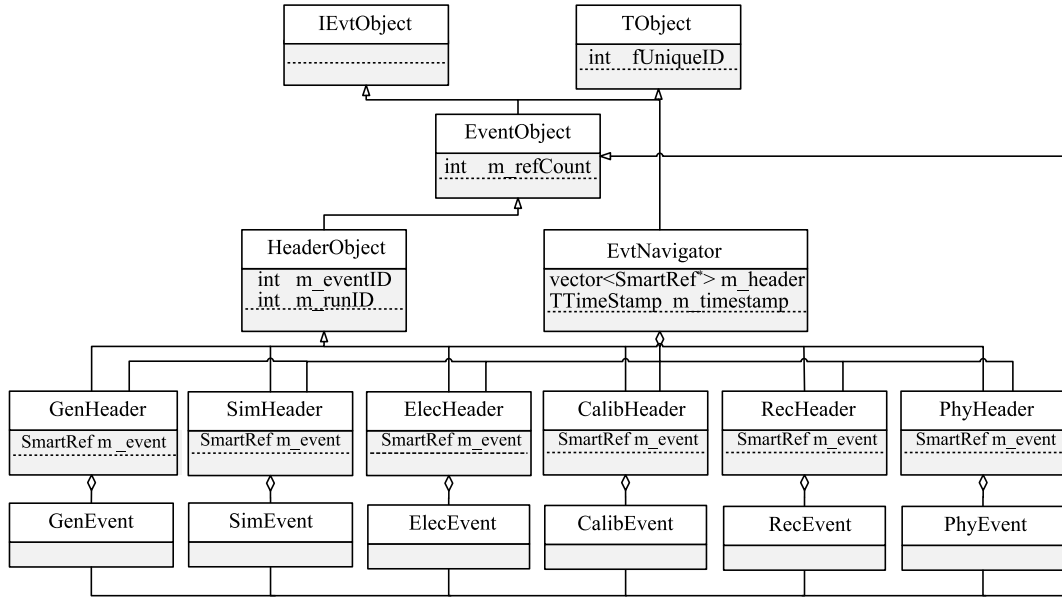 IEvtObject
TObject
int fUniqueID
EventObject
int m_refCount
HeaderObject
int m_eventID
int m_runID
EvtNavigator
vector<SmartRef*> m_header
TTimeStamp m_timestamp
GenHeader
SmartRef m_event
SimHeader
SmartRef m_event
ElecHeader
SmartRef m_event
CalibHeader
SmartRef m_event
RecHeader
SmartRef m_event
PhyHeader
SmartRef m_event
GenEvent
SimEvent
ElecEvent
CalibEvent
RecEvent
PhyEvent